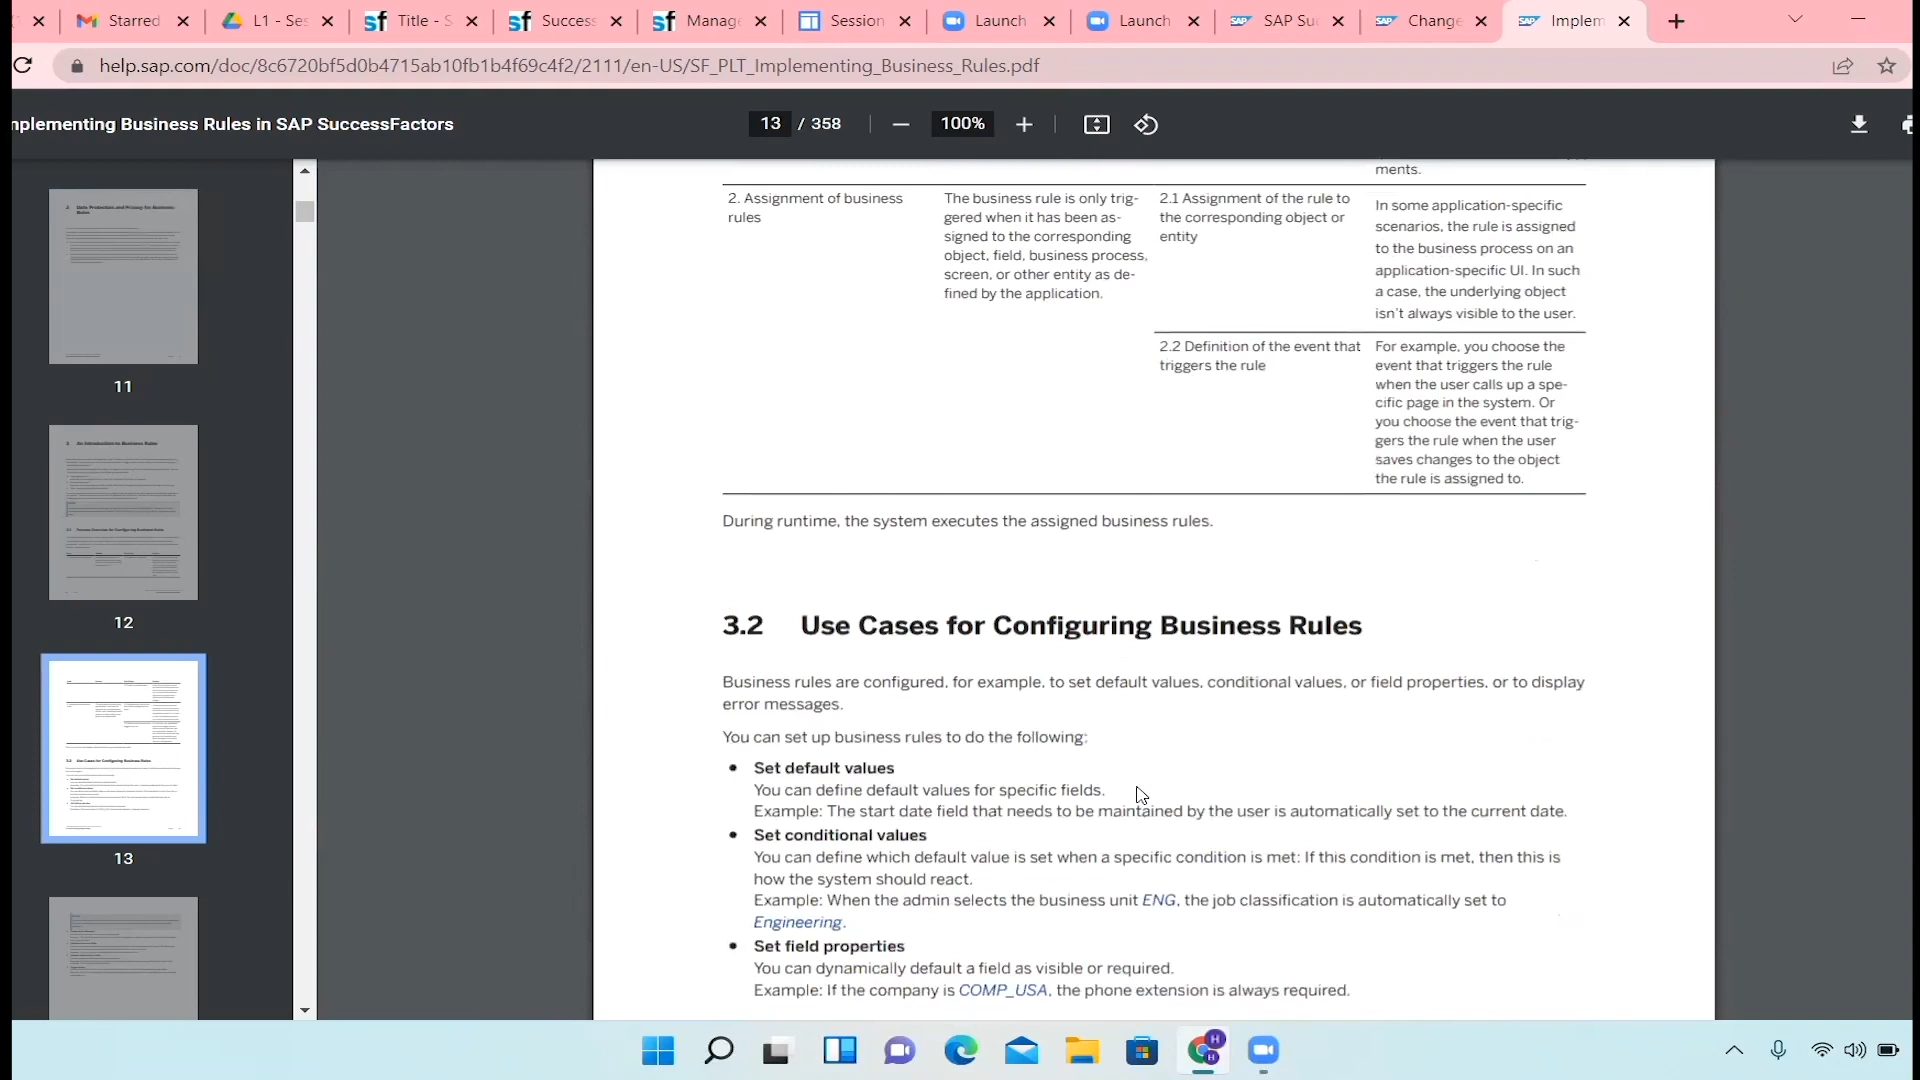 Starred
L1 - Ses
Title - S
Success
Manage
Session
Launch
Launch
SAP Su
Change
Implem
help.sap.com/doc/8c6720bf5d0b4715ab10fb1b4f69c4f2/2111/en-US/SF_PLT_Implementing_Business_Rules.pdf
mplementing Business Rules in SAP SuccessFactors
13 / 358
100%
11
12
13
ments.
2. Assignment of business
rules
The business rule is only trig-
gered when it has been as-
signed to the corresponding
object, field, business process,
screen, or other entity as de-
fined by the application.
2.1 Assignment of the rule to
the corresponding object or
entity
In some application-specific
scenarios, the rule is assigned
to the business process on an
application-specific UI. In such
a case, the underlying object
isn't always visible to the user.
2.2 Definition of the event that
triggers the rule
For example, you choose the
event that triggers the rule
when the user calls up a spe-
cific page in the system. Or
you choose the event that trig-
gers the rule when the user
saves changes to the object
the rule is assigned to.
During runtime, the system executes the assigned business rules.
3.2 Use Cases for Configuring Business Rules
Business rules are configured, for example, to set default values, conditional values, or field properties, or to display
error messages.
You can set up business rules to do the following:
• Set default values
You can define default values for specific fields.
Example: The start date field that needs to be maintained by the user is automatically set to the current date.
• Set conditional values
You can define which default value is set when a specific condition is met: If this condition is met, then this is
how the system should react.
Example: When the admin selects the business unit ENG, the job classification is automatically set to
Engineering.
• Set field properties
You can dynamically default a field as visible or required.
Example: If the company is COMP_USA, the phone extension is always required.